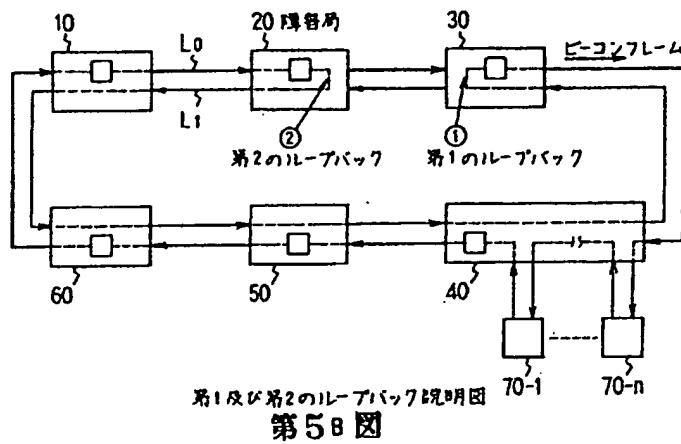 10
L0
20 障害局
30
ビーコンフレーム
L1
②
第2のループバック
①
第1のループバック
60
50
40
70-1
70-n
第1及び第2のループバック説明図
第5B図